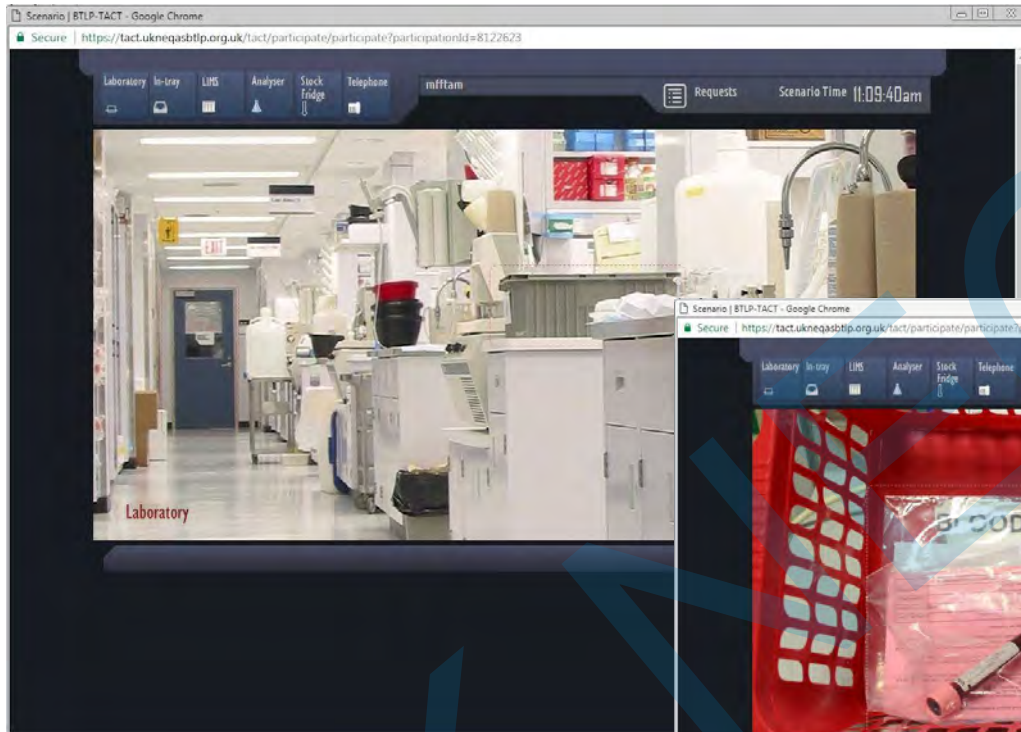 Scenario | BTLP-TACT - Google Chrome
Secure | https://tact.ukneqasbtlp.org.uk/tact/participate/participate?participationId=8122623
Laboratory In-tray LIMS Analyser Stock Fridge Telephone
mfftam
Requests
Scenario Time 11:09:40am
EXIT
Laboratory
Scenario | BTLP-TACT - Google Chrome
Secure | https://tact.ukneqasbtlp.org.uk/tact/participate/participate?
Laboratory In-tray LIMS Analyser Stock Fridge Telephone